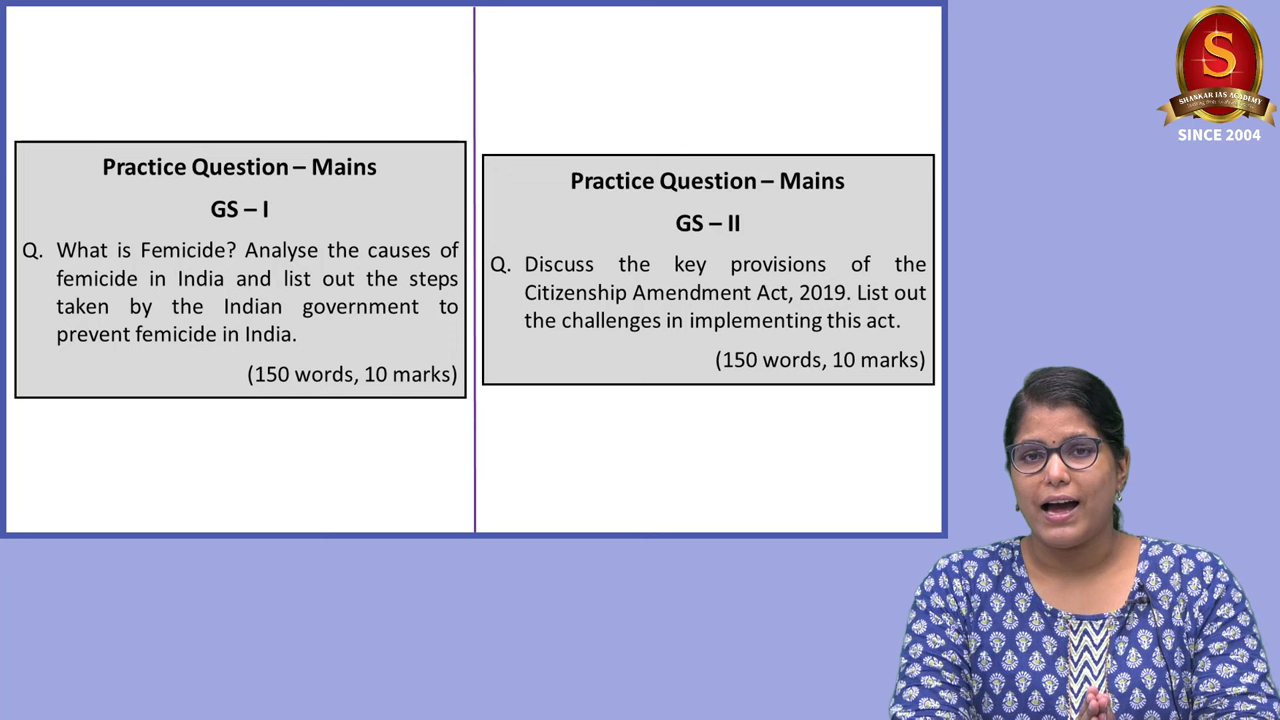 Practice Question – Mains
GS – I
Q. What is Femicide? Analyse the causes of
femicide in India and list out the steps
taken by the Indian government to
prevent femicide in India.
(150 words, 10 marks)
Practice Question – Mains
GS – II
Q. Discuss the key provisions of the
Citizenship Amendment Act, 2019. List out
the challenges in implementing this act.
(150 words, 10 marks)
S
SHANKAR IAS ACADEMY
SINCE 2004